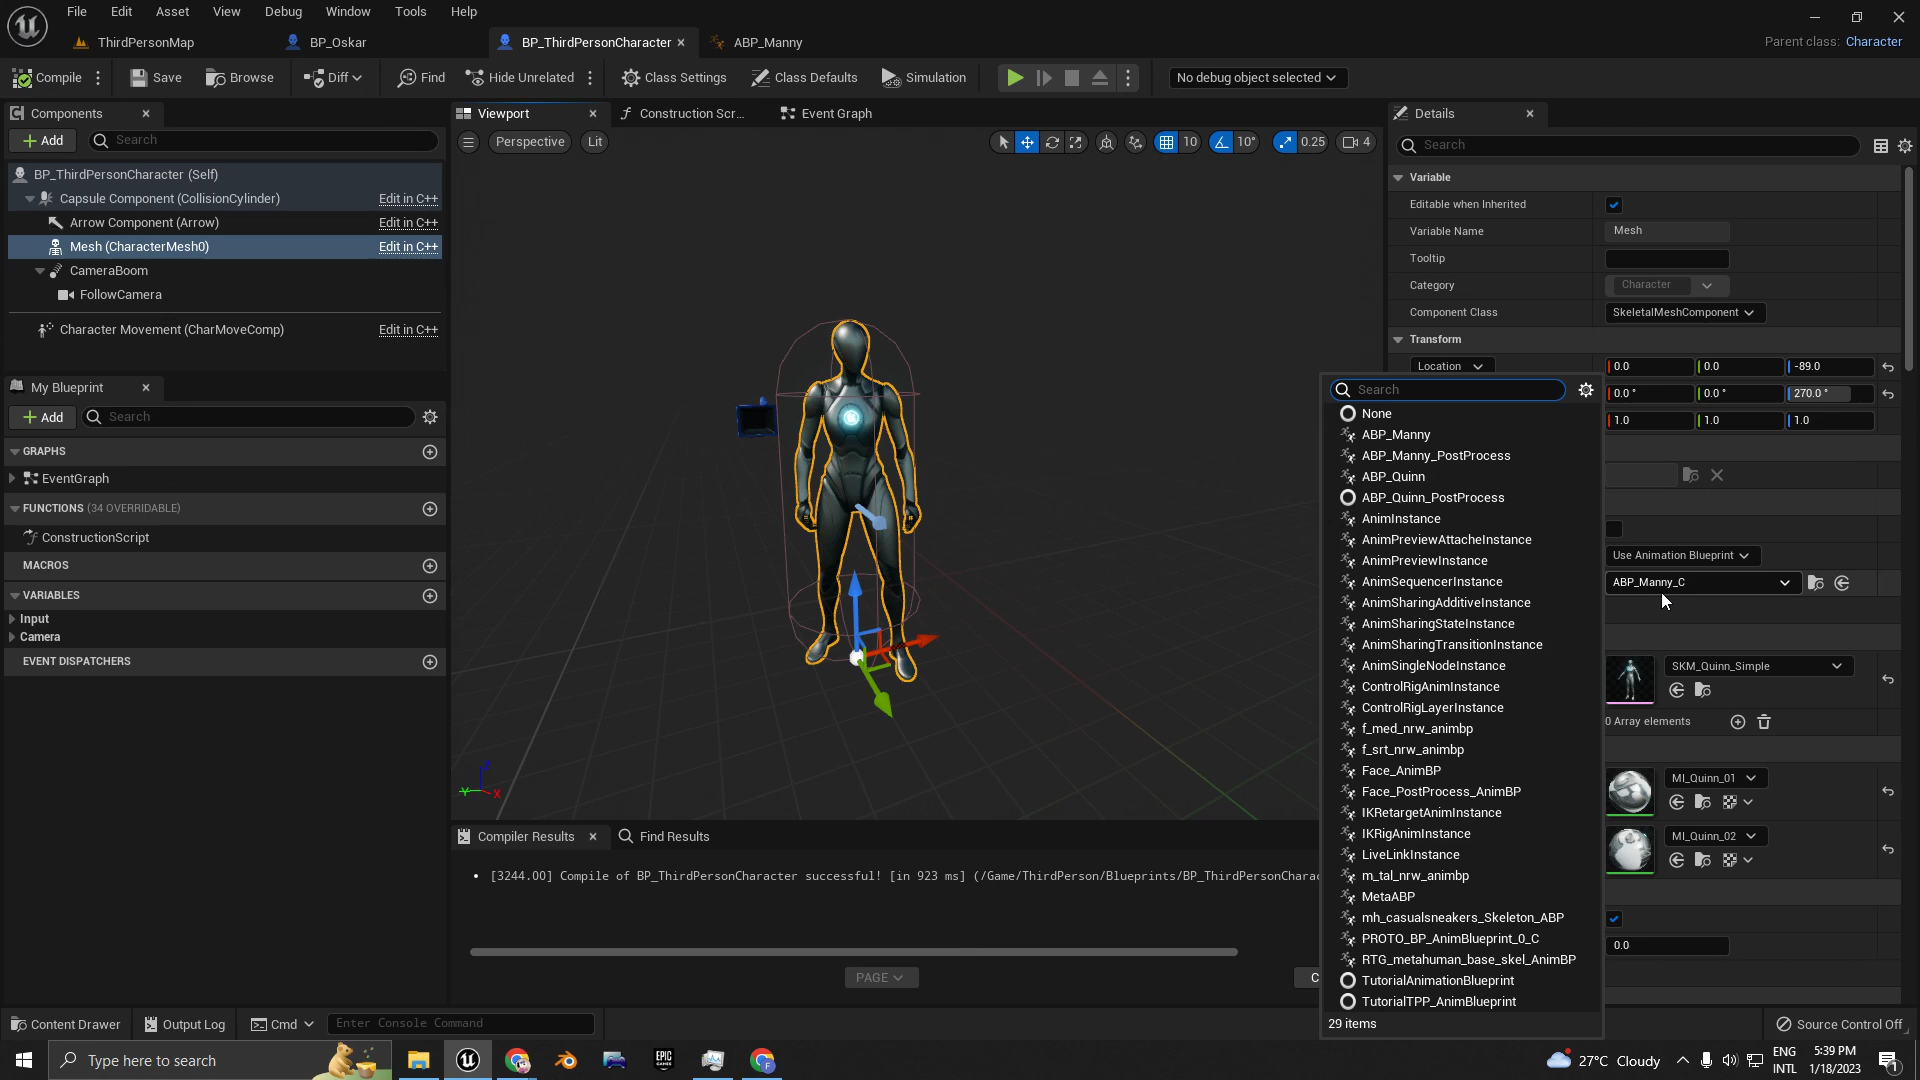 File Edit Asset View Debug Window Tools Help
ThirdPersonMap BP_Oskar BP_ThirdPersonCharacter ABP_Manny Parent class: Character
Compile Save Browse Diff Find Hide Unrelated Class Settings Class Defaults Simulation No debug object selected
Components Viewport Construction Scr... Event Graph Details
Add Search Perspective Lit 10 10° 0.25 4 Search
BP_ThirdPersonCharacter (Self)
Capsule Component (CollisionCylinder) Edit in C++
Arrow Component (Arrow) Edit in C++
Mesh (CharacterMesh0) Edit in C++
CameraBoom
FollowCamera
Character Movement (CharMoveComp) Edit in C++
My Blueprint
Add Search
GRAPHS
EventGraph
FUNCTIONS (34 OVERRIDABLE)
ConstructionScript
MACROS
VARIABLES
Input
Camera
EVENT DISPATCHERS
Z
Y X
Compiler Results Find Results
[3244.00] Compile of BP_ThirdPersonCharacter successful! [in 923 ms] (/Game/ThirdPerson/Blueprints/BP_ThirdPersonCharac
PAGE C
Variable
Editable when Inherited
Variable Name Mesh
Tooltip
Category Character
Component Class SkeletalMeshComponent
Transform
Location 0.0 0.0 -89.0
0.0 ° 0.0 ° 270.0 °
1.0 1.0 1.0
Use Animation Blueprint
ABP_Manny_C
SKM_Quinn_Simple
0 Array elements
MI_Quinn_01
MI_Quinn_02
0.0
Search
None
ABP_Manny
ABP_Manny_PostProcess
ABP_Quinn
ABP_Quinn_PostProcess
AnimInstance
AnimPreviewAttacheInstance
AnimPreviewInstance
AnimSequencerInstance
AnimSharingAdditiveInstance
AnimSharingStateInstance
AnimSharingTransitionInstance
AnimSingleNodeInstance
ControlRigAnimInstance
ControlRigLayerInstance
f_med_nrw_animbp
f_srt_nrw_animbp
Face_AnimBP
Face_PostProcess_AnimBP
IKRetargetAnimInstance
IKRigAnimInstance
LiveLinkInstance
m_tal_nrw_animbp
MetaABP
mh_casualsneakers_Skeleton_ABP
PROTO_BP_AnimBlueprint_0_C
RTG_metahuman_base_skel_AnimBP
TutorialAnimationBlueprint
TutorialTPP_AnimBlueprint
29 items
Content Drawer Output Log Cmd Enter Console Command Source Control Off
Type here to search EPIC GAMES F 27°C Cloudy ENG INTL 5:39 PM 1/18/2023 1